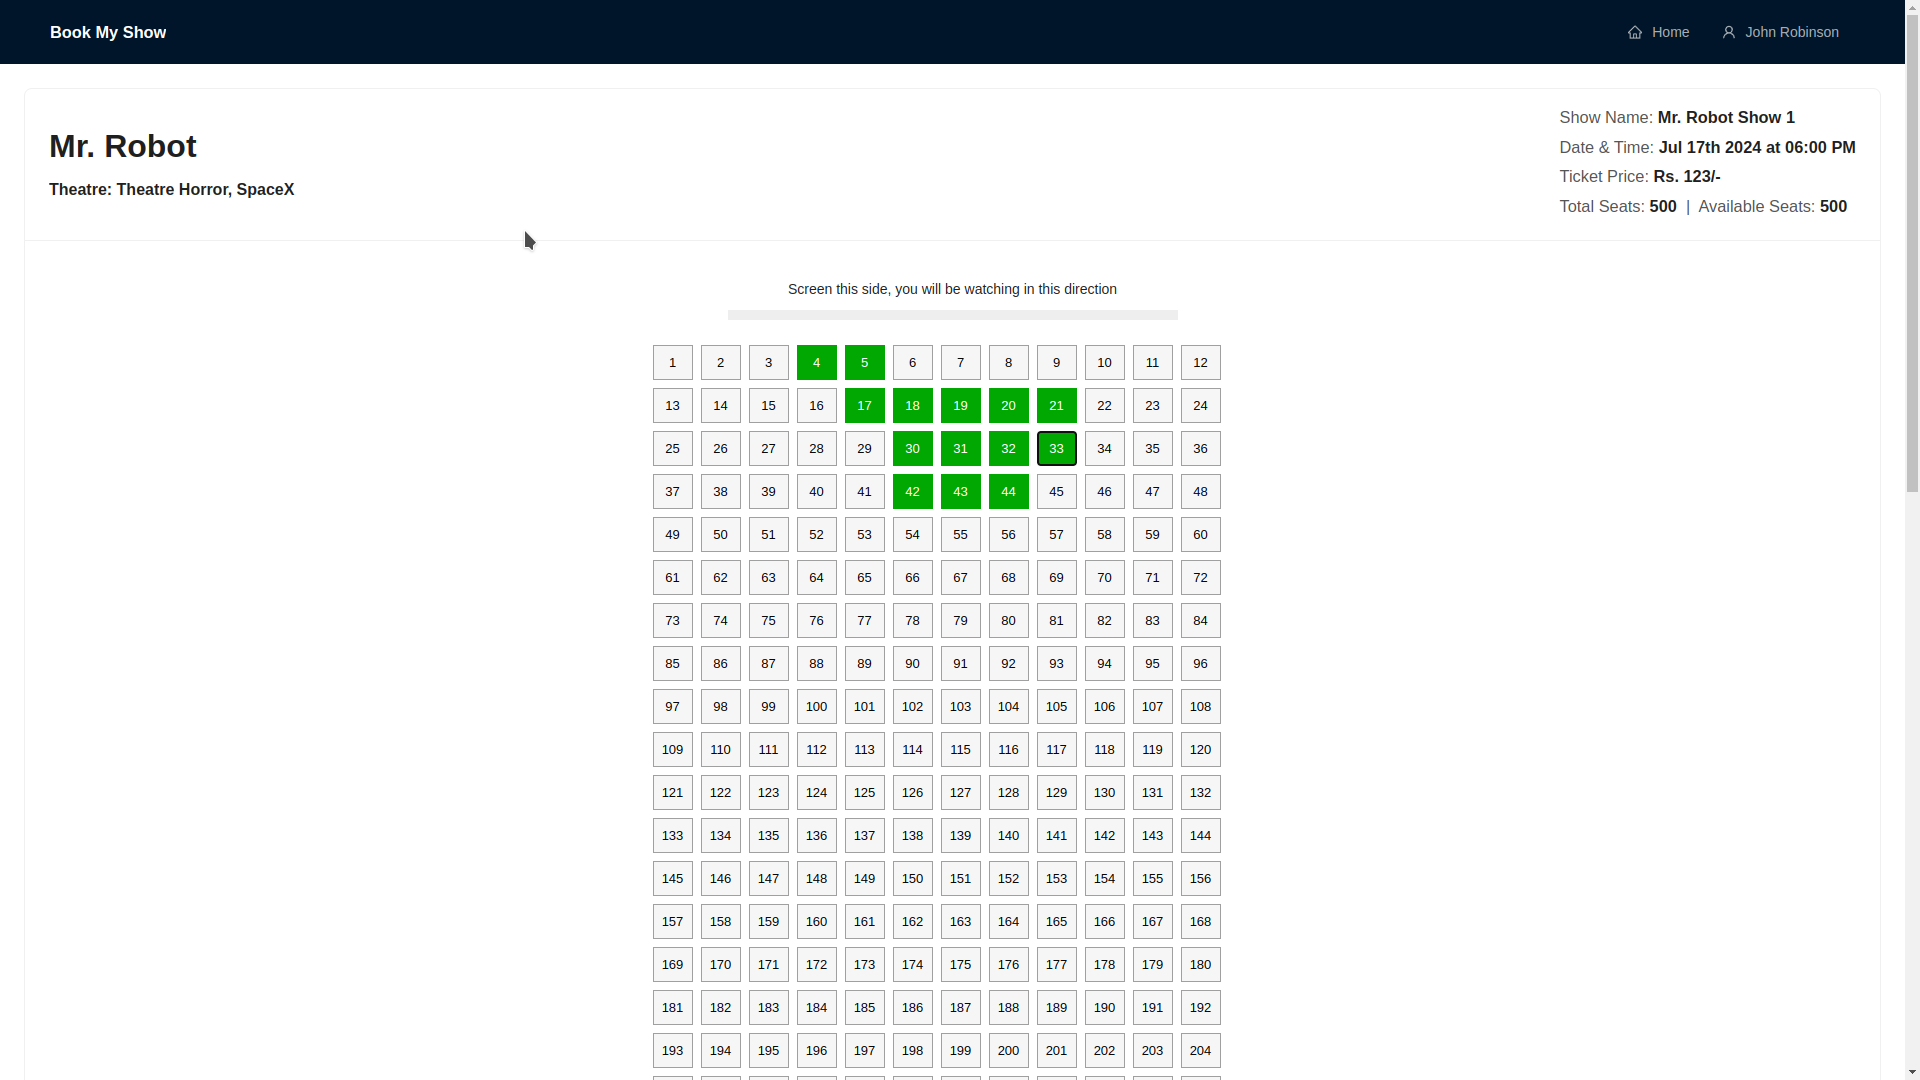 Book My Show
Home
John Robinson
Mr. Robot
Theatre: Theatre Horror, SpaceX
Show Name: Mr. Robot Show 1
Date & Time: Jul 17th 2024 at 06:00 PM
Ticket Price: Rs. 123/-
Total Seats: 500 | Available Seats: 500
Screen this side, you will be watching in this direction
1 2 3 4 5 6 7 8 9 10 11 12
13 14 15 16 17 18 19 20 21 22 23 24
25 26 27 28 29 30 31 32 33 34 35 36
37 38 39 40 41 42 43 44 45 46 47 48
49 50 51 52 53 54 55 56 57 58 59 60
61 62 63 64 65 66 67 68 69 70 71 72
73 74 75 76 77 78 79 80 81 82 83 84
85 86 87 88 89 90 91 92 93 94 95 96
97 98 99 100 101 102 103 104 105 106 107 108
109 110 111 112 113 114 115 116 117 118 119 120
121 122 123 124 125 126 127 128 129 130 131 132
133 134 135 136 137 138 139 140 141 142 143 144
145 146 147 148 149 150 151 152 153 154 155 156
157 158 159 160 161 162 163 164 165 166 167 168
169 170 171 172 173 174 175 176 177 178 179 180
181 182 183 184 185 186 187 188 189 190 191 192
193 194 195 196 197 198 199 200 201 202 203 204